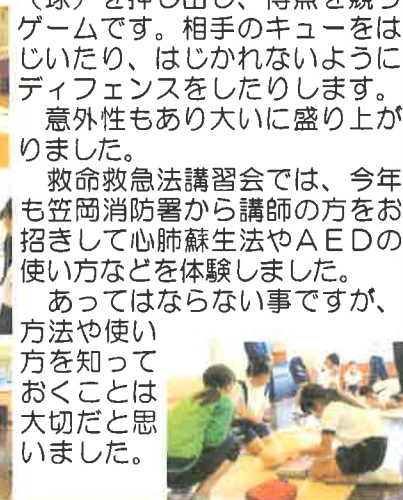 （球）を押し出し、得点を競う
ゲームです。相手のキューをは
じいたり、はじかれないように
ディフェンスをしたりします。
　意外性もあり大いに盛り上が
りました。
　救命救急法講習会では、今年
も笠岡消防署から講師の方をお
招きして心肺蘇生法やＡＥＤの
使い方などを体験しました。
　あってはならない事ですが、
方法や使い
方を知って
おくことは
大切だと思
いました。